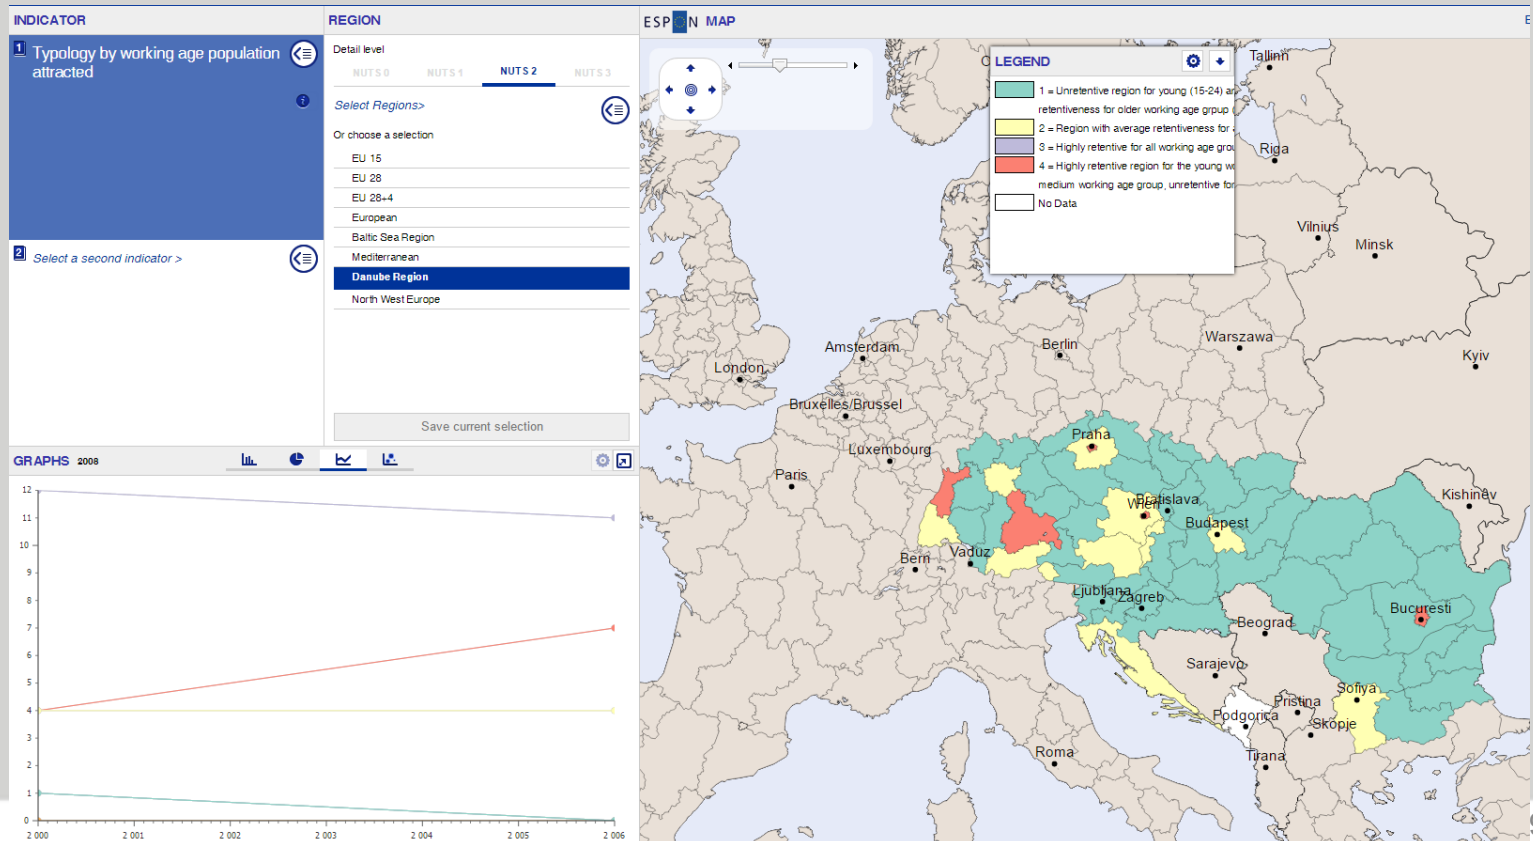 INDICATOR
1 Typology by working age population
attracted
2 Select a second indicator >
REGION
Detail level
NUTS 0 NUTS 1 NUTS 2 NUTS 3
Select Regions>
Or choose a selection
EU 15
EU 28
EU 28+4
European
Baltic Sea Region
Mediterranean
Danube Region
North West Europe
Save current selection
GRAPHS 2006
12
11
10
9
8
7
6
5
4
3
2
1
0
2 000 2 001 2 002 2 003 2 004 2 005 2 006
ESPON MAP
LEGEND
1 = Unretentive region for young (15-24)
retentiveness for older working age grpup
2 = Region with average retentiveness for
3 = Highly retentive for all working age
4 = Highly retentive region for the young
medium working age group, unretentive for
No Data
Tallinn
Riga
Vilnius
Minsk
Warszawa
Berlin
Amsterdam
Kyiv
London
Bruxelles/Brussel
Praha
Luxembourg
Paris
Kishinev
Bratislava
Wien
Budapest
Vaduz
Bern
Ljubljana
Zagreb
Bucuresti
Beograd
Sarajevo
Sofiya
Pristina
Podgorica
Skopje
Roma
Tirana